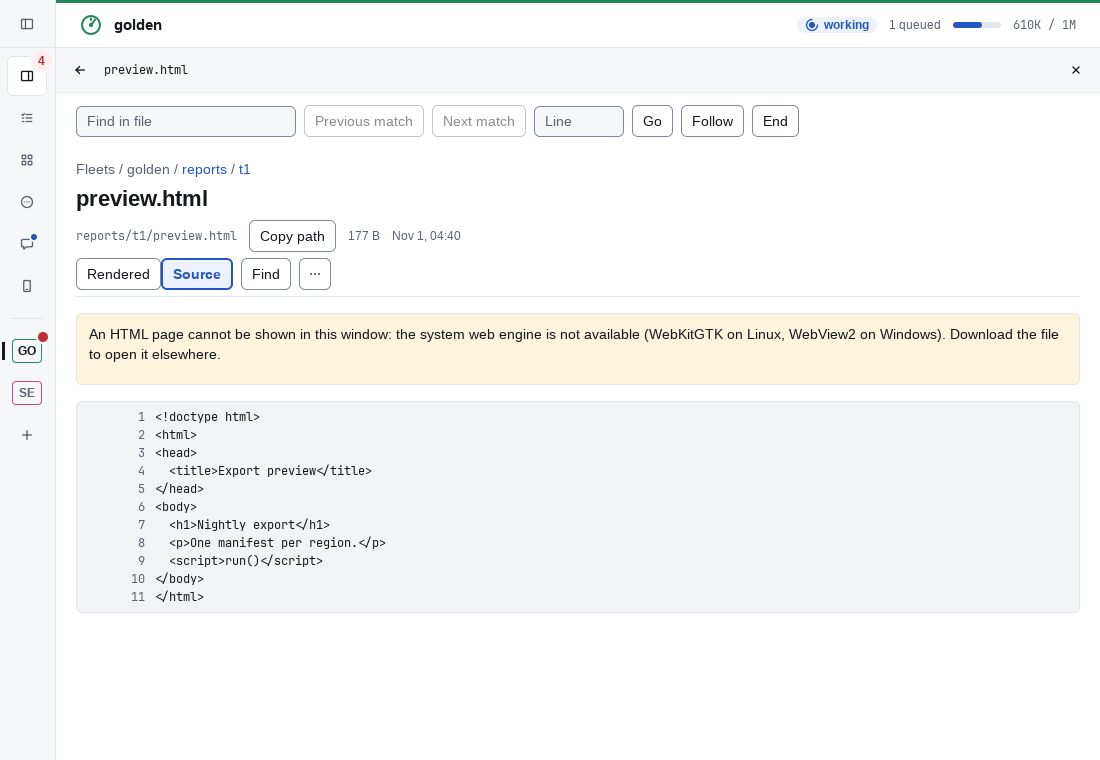 golden
working
1 queued
610K / 1M
4
preview.html
Find in file
Previous match
Next match
Line
Go
Follow
End
Fleets / golden / reports / t1
preview.html
reports/t1/preview.html
Copy path
177 B
Nov 1, 04:40
Rendered
Source
Find
An HTML page cannot be shown in this window: the system web engine is not available (WebKitGTK on Linux, WebView2 on Windows). Download the file
to open it elsewhere.
GO
SE
1 <!doctype html>
2 <html>
3 <head>
4   <title>Export preview</title>
5 </head>
6 <body>
7   <h1>Nightly export</h1>
8   <p>One manifest per region.</p>
9   <script>run()</script>
10 </body>
11 </html>